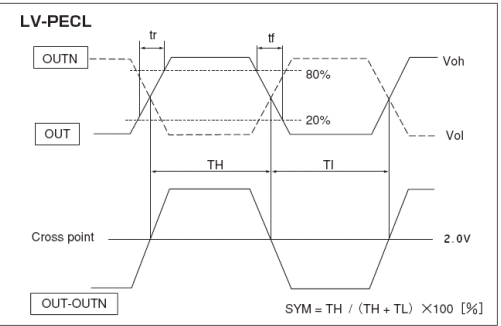 LV-PECL
tr
tf
OUTN
Voh
80%
20%
OUT
Vol
TH
TI
Cross point
2.0V
OUT-OUTN
SYM = TH / (TH + TL) ×100 [%]